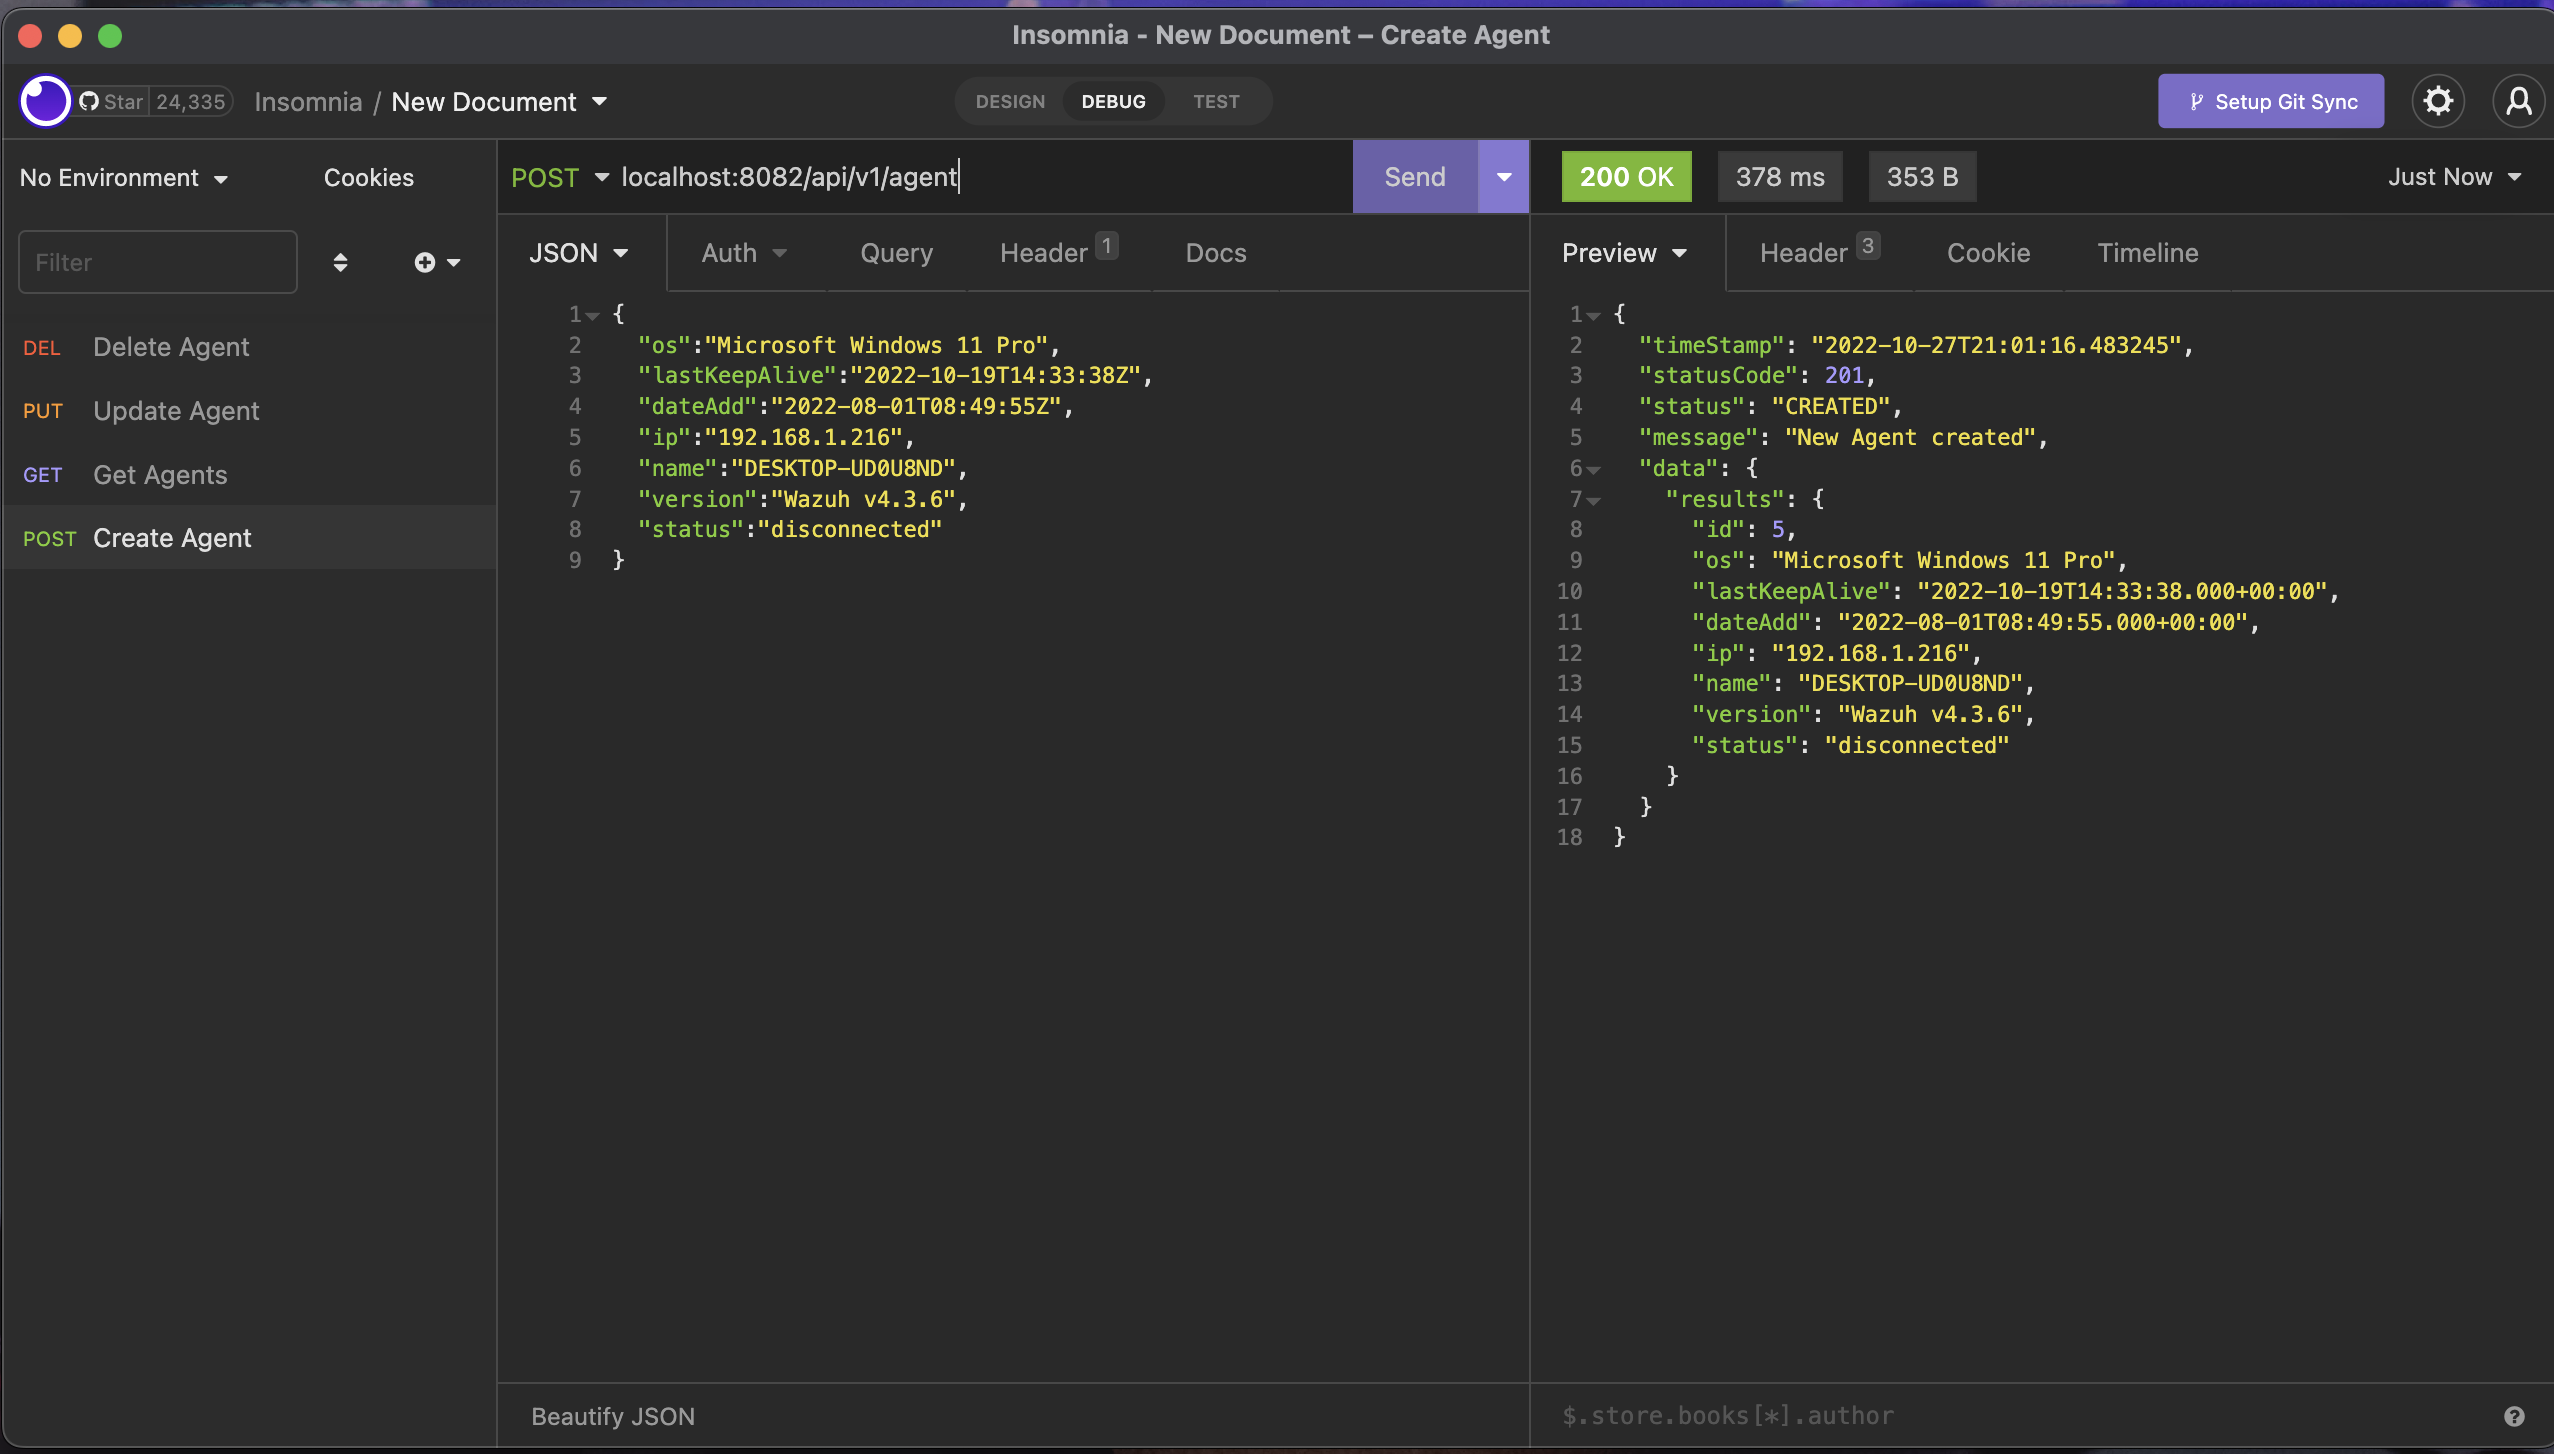 Insomnia - New Document – Create Agent
Star 24,335 Insomnia / New Document
DESIGN DEBUG TEST
Setup Git Sync
No Environment Cookies
Filter
DEL Delete Agent
PUT Update Agent
GET Get Agents
POST Create Agent
POST localhost:8082/api/v1/agent Send
JSON Auth Query Header 1 Docs
1 {
2 "os":"Microsoft Windows 11 Pro",
3 "lastKeepAlive":"2022-10-19T14:33:38Z",
4 "dateAdd":"2022-08-01T08:49:55Z",
5 "ip":"192.168.1.216",
6 "name":"DESKTOP-UD0U8ND",
7 "version":"Wazuh v4.3.6",
8 "status":"disconnected"
9 }
Beautify JSON
200 OK 378 ms 353 B Just Now
Preview Header 3 Cookie Timeline
1 {
2 "timeStamp": "2022-10-27T21:01:16.483245",
3 "statusCode": 201,
4 "status": "CREATED",
5 "message": "New Agent created",
6 "data": {
7 "results": {
8 "id": 5,
9 "os": "Microsoft Windows 11 Pro",
10 "lastKeepAlive": "2022-10-19T14:33:38.000+00:00",
11 "dateAdd": "2022-08-01T08:49:55.000+00:00",
12 "ip": "192.168.1.216",
13 "name": "DESKTOP-UD0U8ND",
14 "version": "Wazuh v4.3.6",
15 "status": "disconnected"
16 }
17 }
18 }
$.store.books[*].author